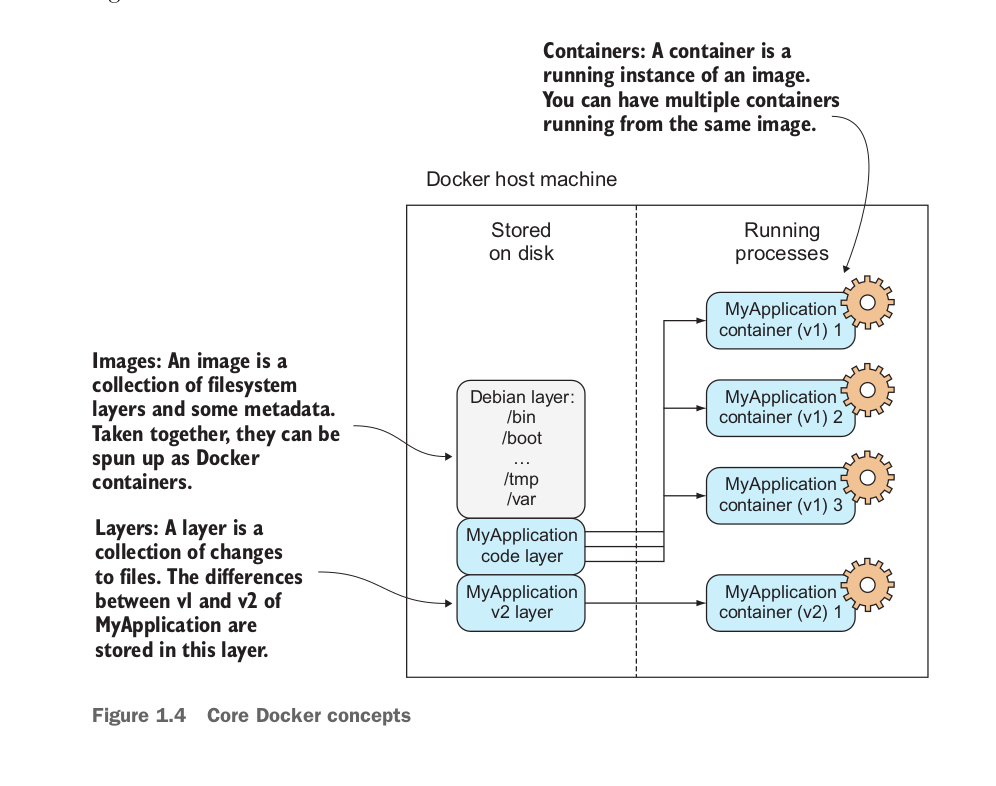 Containers: A container is a
running instance of an image.
You can have multiple containers
running from the same image.
Docker host machine
Stored
on disk
Running
processes
MyApplication
container (v1) 1
Images: An image is a
collection of filesystem
layers and some metadata.
Taken together, they can be
spun up as Docker
containers.
Debian layer:
/bin
/boot
...
/tmp
/var
MyApplication
container (v1) 2
MyApplication
container (v1) 3
Layers: A layer is a
collection of changes
to files. The differences
between v1 and v2 of
MyApplication are
stored in this layer.
MyApplication
code layer
MyApplication
v2 layer
MyApplication
container (v2) 1
Figure 1.4 Core Docker concepts